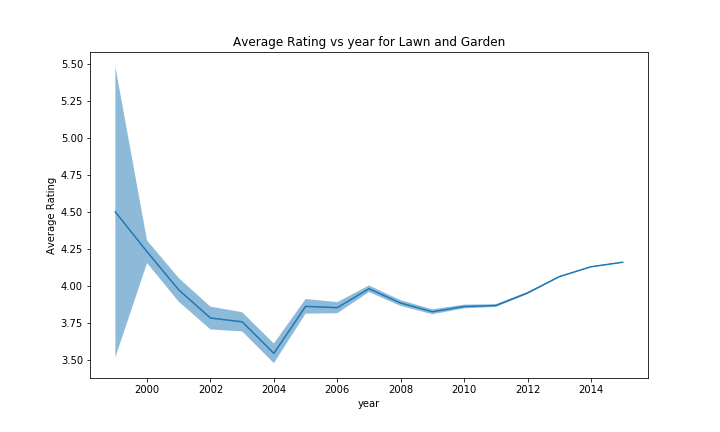 Average Rating vs year for Lawn and Garden
5.50
5.25
5.00
4.75
4.50
4.25
4.00
3.75
3.50
Average Rating
2000 2002 2004 2006 2008 2010 2012 2014
year